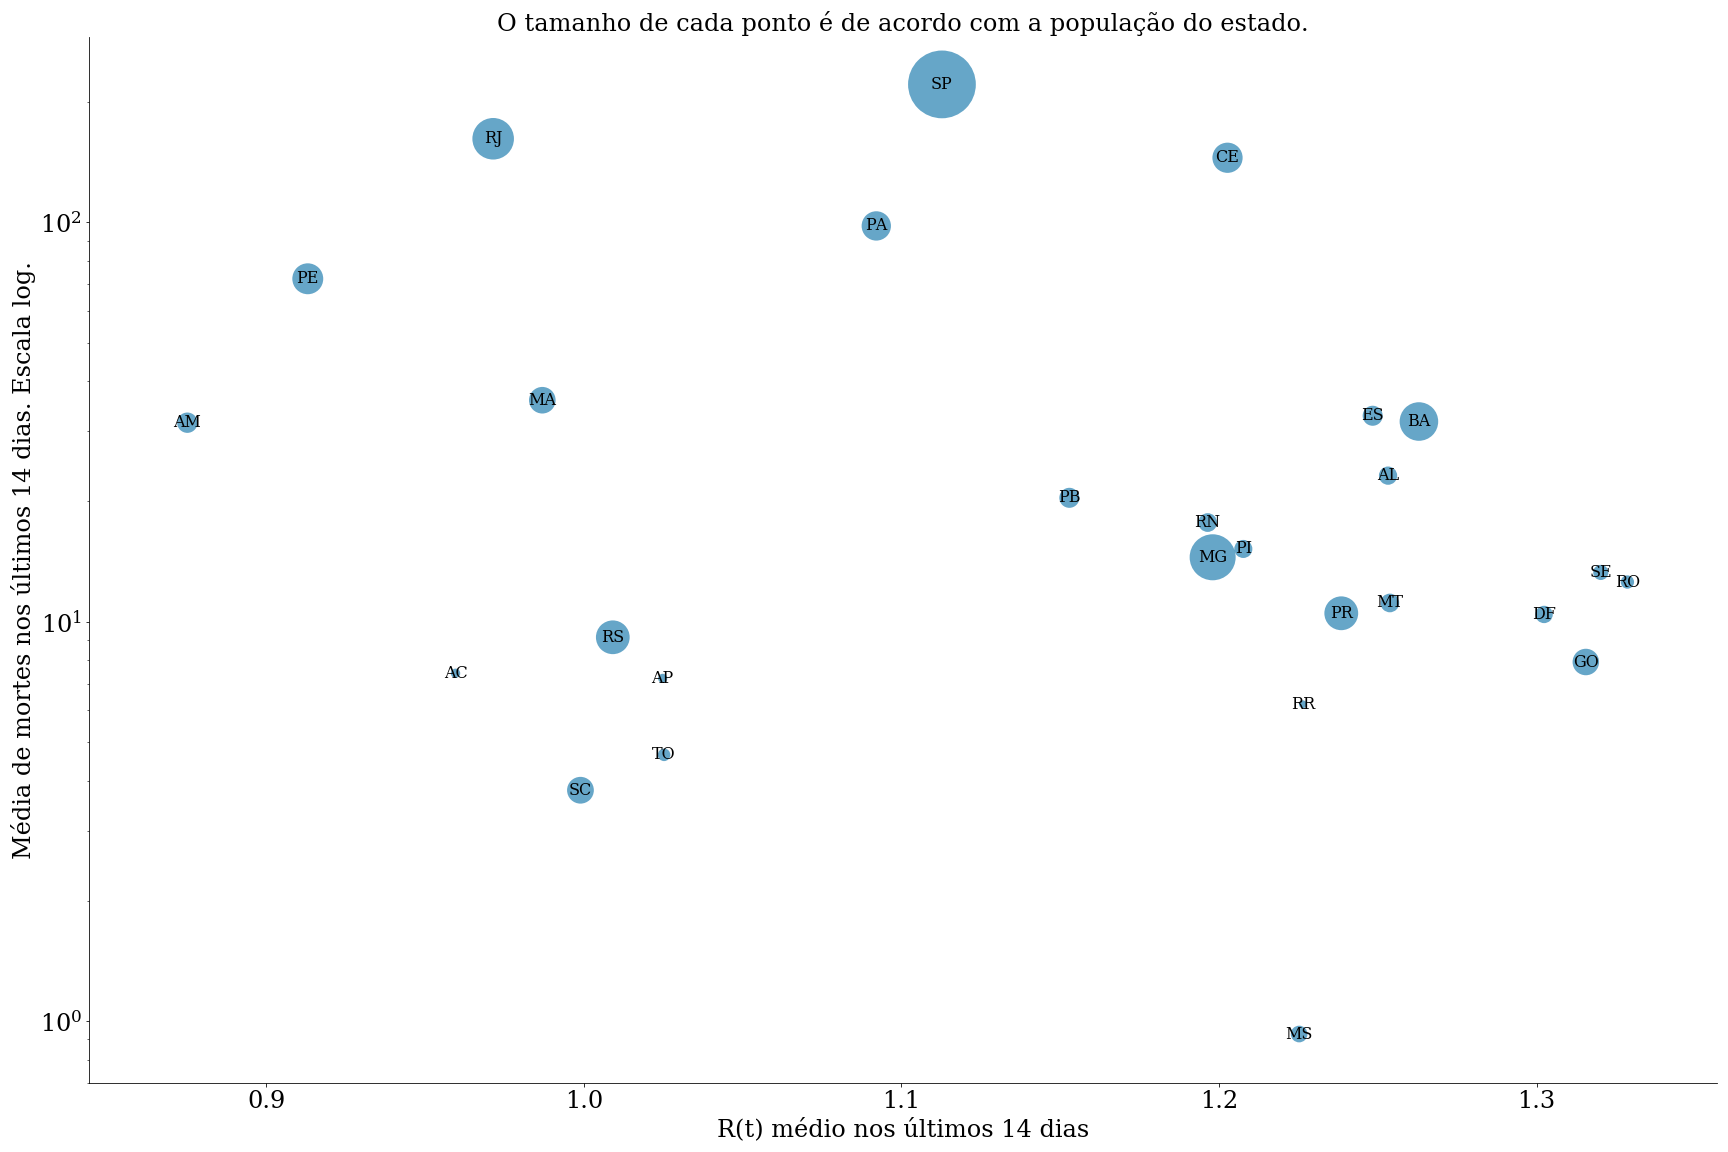 O tamanho de cada ponto é de acordo com a população do estado.
SP
RJ
CE
10²
PA
PE
MA
AM
ES
BA
AL
PB
RN
PI
MG
SE
RO
MT
PR
DF
10¹
RS
GO
AC
AP
RR
TO
SC
10⁰
MS
Média de mortes nos últimos 14 dias. Escala log.
0.9 1.0 1.1 1.2 1.3
R(t) médio nos últimos 14 dias